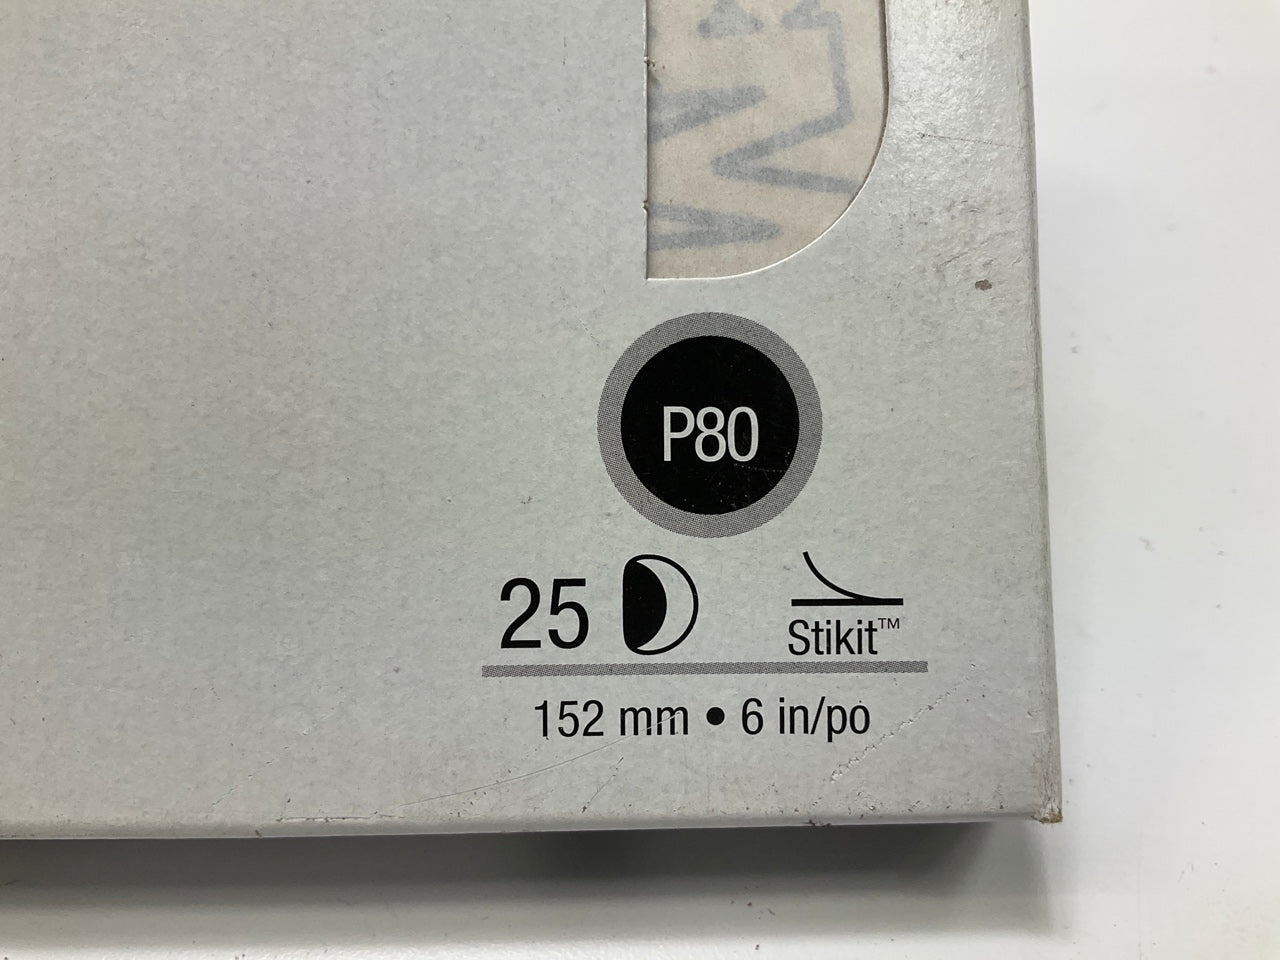 P80
25
Stikit™
152 mm • 6 in/po